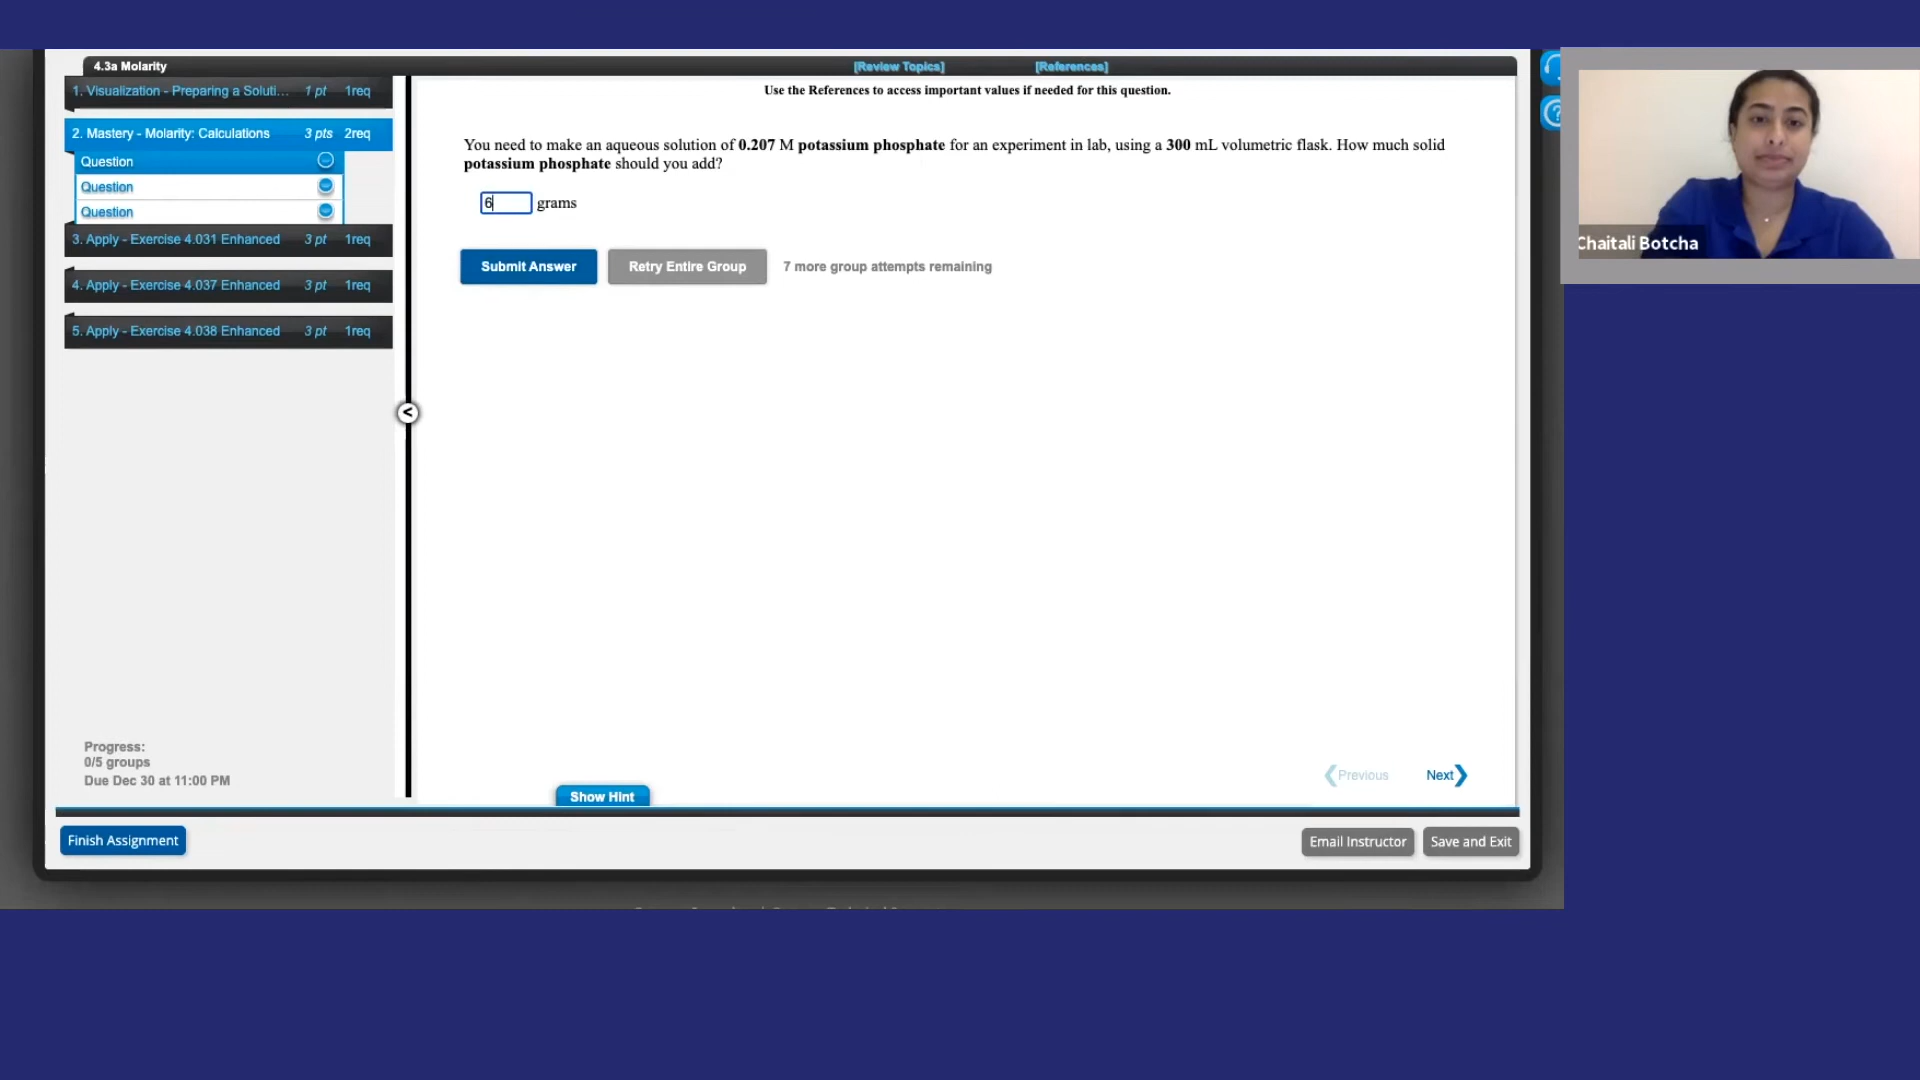 4.3a Molarity
[Review Topics]
[References]
1. Visualization - Preparing a Soluti... 1 pt 1req
2. Mastery - Molarity: Calculations 3 pts 2req
Question
Question
Question
3. Apply - Exercise 4.031 Enhanced 3 pt 1req
4. Apply - Exercise 4.037 Enhanced 3 pt 1req
5. Apply - Exercise 4.038 Enhanced 3 pt 1req
Use the References to access important values if needed for this question.
You need to make an aqueous solution of 0.207 M potassium phosphate for an experiment in lab, using a 300 mL volumetric flask. How much solid
potassium phosphate should you add?
6 grams
Submit Answer
Retry Entire Group
7 more group attempts remaining
<
Chaitali Botcha
Progress:
0/5 groups
Due Dec 30 at 11:00 PM
Previous
Next
Show Hint
Finish Assignment
Email Instructor
Save and Exit